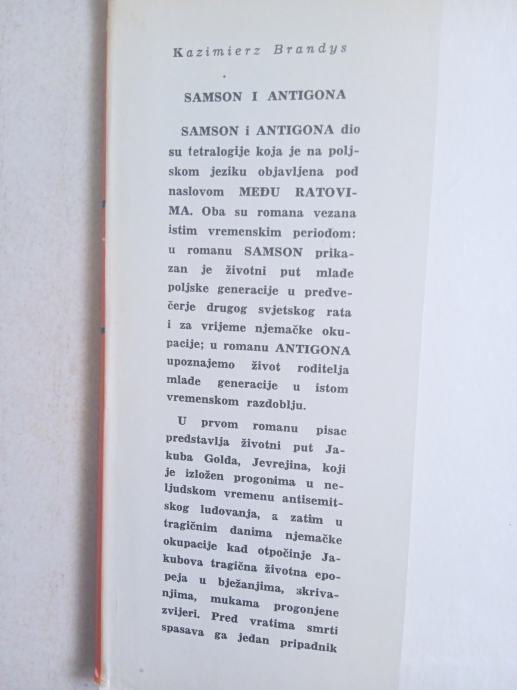 Kazimierz Brandys
SAMSON I ANTIGONA
SAMSON i ANTIGONA dio
su tetralogije koja je na polj-
skom jeziku objavljena pod
naslovom MEĐU RATOVI-
MA. Oba su romana vezana
istim vremenskim periodom:
u romanu SAMSON prika-
zan je životni put mlade
poljske generacije u predve-
čerje drugog svjetskog rata
i za vrijeme njemačke oku-
pacije; u romanu ANTIGONA
upoznajemo život roditelja
mlade generacije u istom
vremenskom razdoblju.
U prvom romanu pisac
predstavlja životni put Ja-
kuba Golda, Jevrejina, koji
je izložen progonima u ne-
ljudskom vremenu antisemit-
skog ludovanja, a zatim u
tragičnim danima njemačke
okupacije kad otpočinje Ja-
kubova tragična životna epo-
peja u bježanjima, skriva-
njima, mukama progonjene
zvijeri. Pred vratima smrti
spasava ga jedan pripadnik